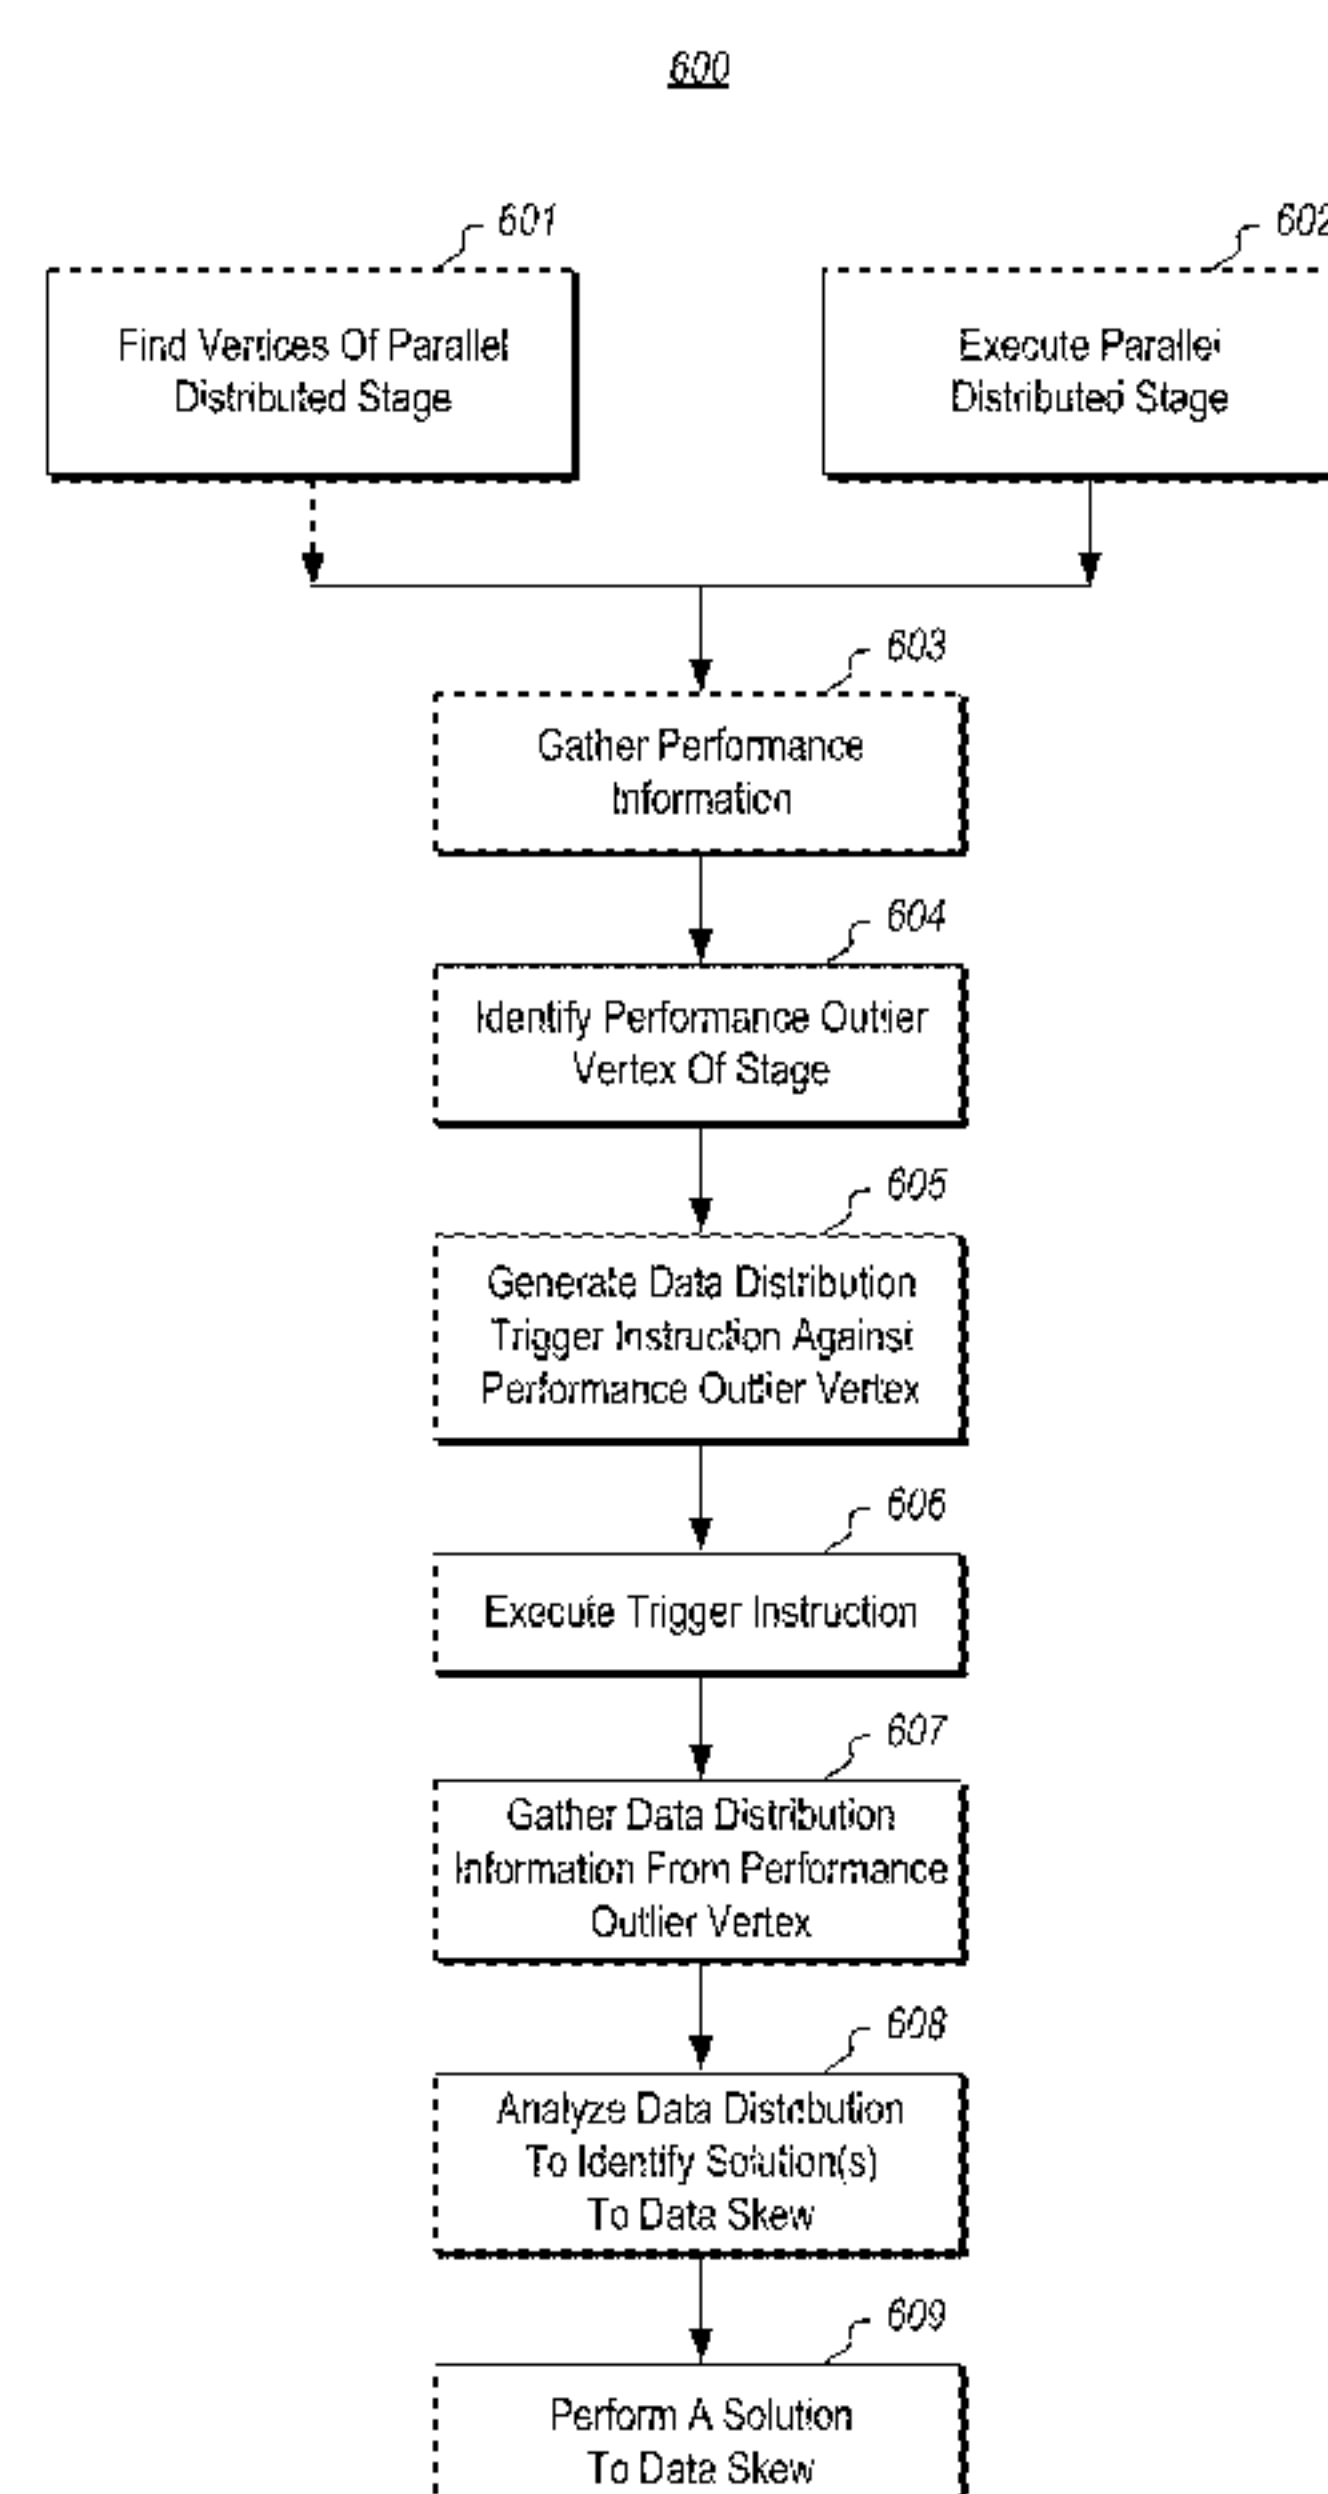 600
601
Find Vertices Of Parallel
Distributed Stage
602
Execute Parallel
Distributed Stage
603
Gather Performance
Information
604
Identify Performance Outlier
Vertex Of Stage
605
Generate Data Distribution
Trigger Instruction Against
Performance Outlier Vertex
606
Execute Trigger Instruction
607
Gather Data Distribution
Information From Performance
Outlier Vertex
608
Analyze Data Distribution
To Identify Solution(s)
To Data Skew
609
Perform A Solution
To Data Skew